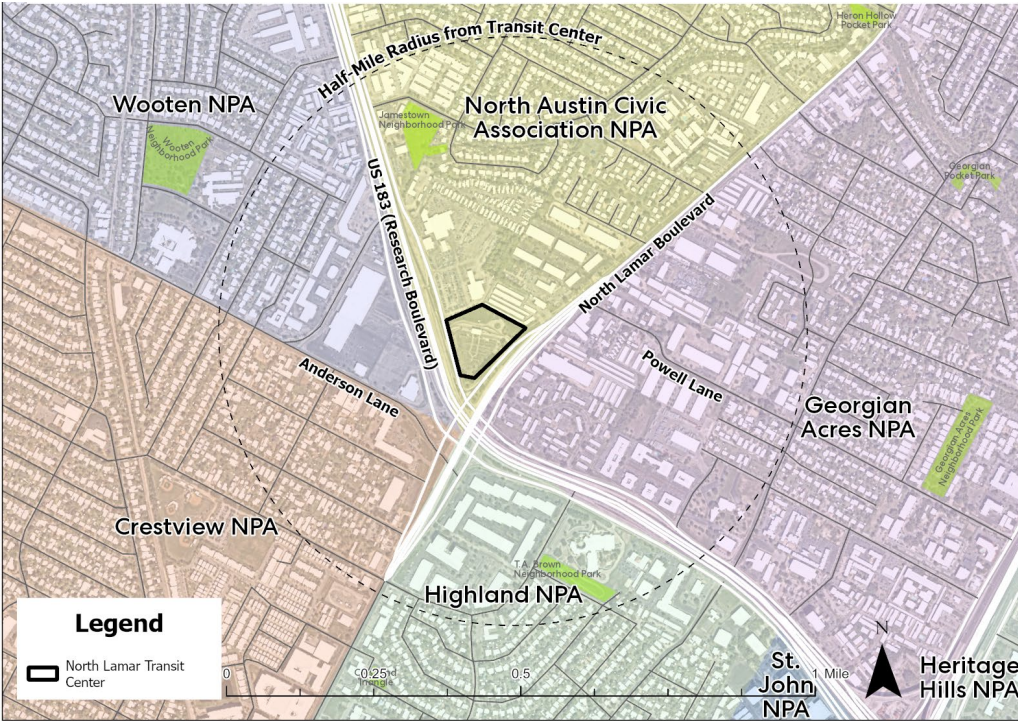 Heron Hollow
Pocket Park
Half-Mile Radius from Transit Center
Wooten NPA
North Austin Civic
Association NPA
Jamestown
Neighborhood Park
Wooten
Neighborhood Park
Georgian
Pocket Park
US 183 (Research Boulevard)
North Lamar Boulevard
Anderson Lane
Powell Lane
Georgian
Acres NPA
Georgian Acres
Neighborhood Park
Crestview NPA
T.A. Brown
Neighborhood Park
Highland NPA
Legend
North Lamar Transit
Center
Triangle
0
0.25
0.5
1 Mile
St.
John
NPA
N
Heritage
Hills NPA